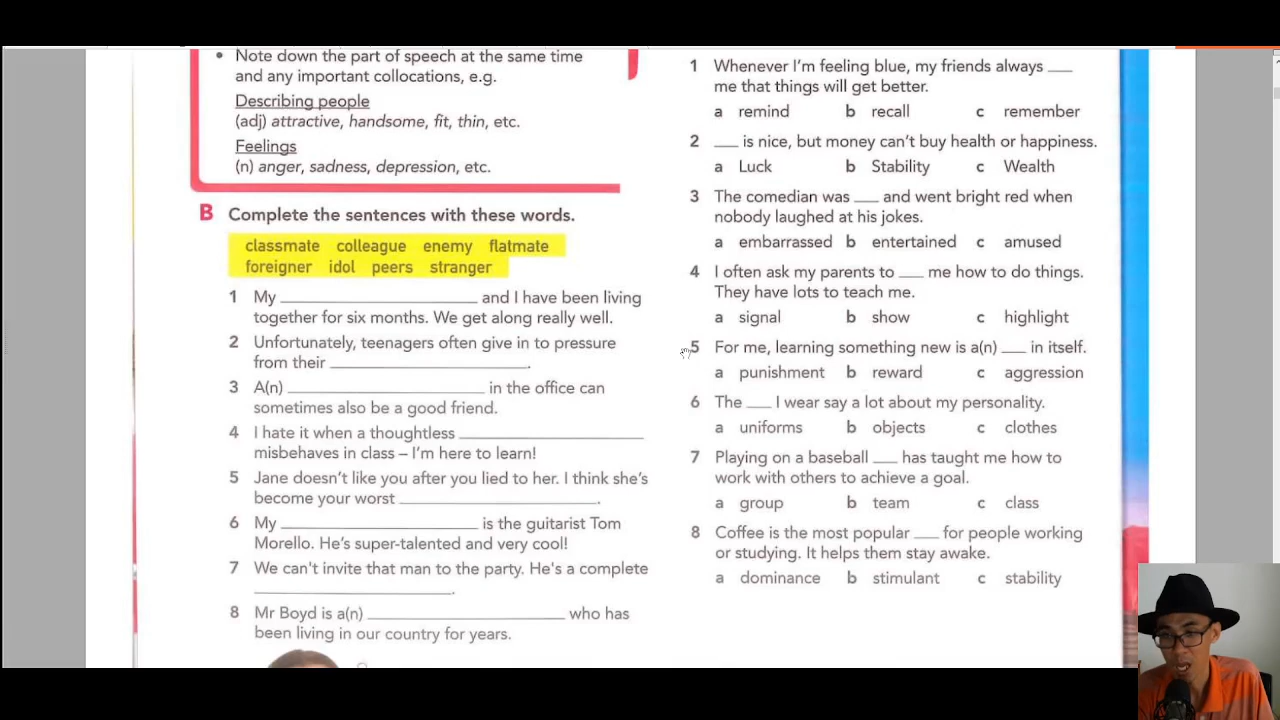 • Note down the part of speech at the same time
and any important collocations, e.g.
Describing people
(adj) attractive, handsome, fit, thin, etc.
Feelings
(n) anger, sadness, depression, etc.
B Complete the sentences with these words.
classmate colleague enemy flatmate
foreigner idol peers stranger
1 My ____ and I have been living
together for six months. We get along really well.
2 Unfortunately, teenagers often give in to pressure
from their ____.
3 A(n) ____ in the office can
sometimes also be a good friend.
4 I hate it when a thoughtless ____
misbehaves in class – I'm here to learn!
5 Jane doesn't like you after you lied to her. I think she's
become your worst ____.
6 My ____ is the guitarist Tom
Morello. He's super-talented and very cool!
7 We can't invite that man to the party. He's a complete
____.
8 Mr Boyd is a(n) ____ who has
been living in our country for years.
1 Whenever I'm feeling blue, my friends always ___
me that things will get better.
a remind b recall c remember
2 ___ is nice, but money can't buy health or happiness.
a Luck b Stability c Wealth
3 The comedian was ___ and went bright red when
nobody laughed at his jokes.
a embarrassed b entertained c amused
4 I often ask my parents to ___ me how to do things.
They have lots to teach me.
a signal b show c highlight
5 For me, learning something new is a(n) ___ in itself.
a punishment b reward c aggression
6 The ___ I wear say a lot about my personality.
a uniforms b objects c clothes
7 Playing on a baseball ___ has taught me how to
work with others to achieve a goal.
a group b team c class
8 Coffee is the most popular ___ for people working
or studying. It helps them stay awake.
a dominance b stimulant c stability